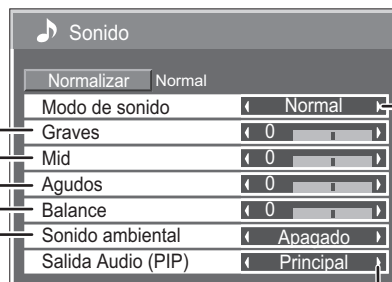 Sonido
Normalizar Normal
Modo de sonido Normal
Graves 0
Mid 0
Agudos 0
Balance 0
Sonido ambiental Apagado
Salida Audio (PIP) Principal